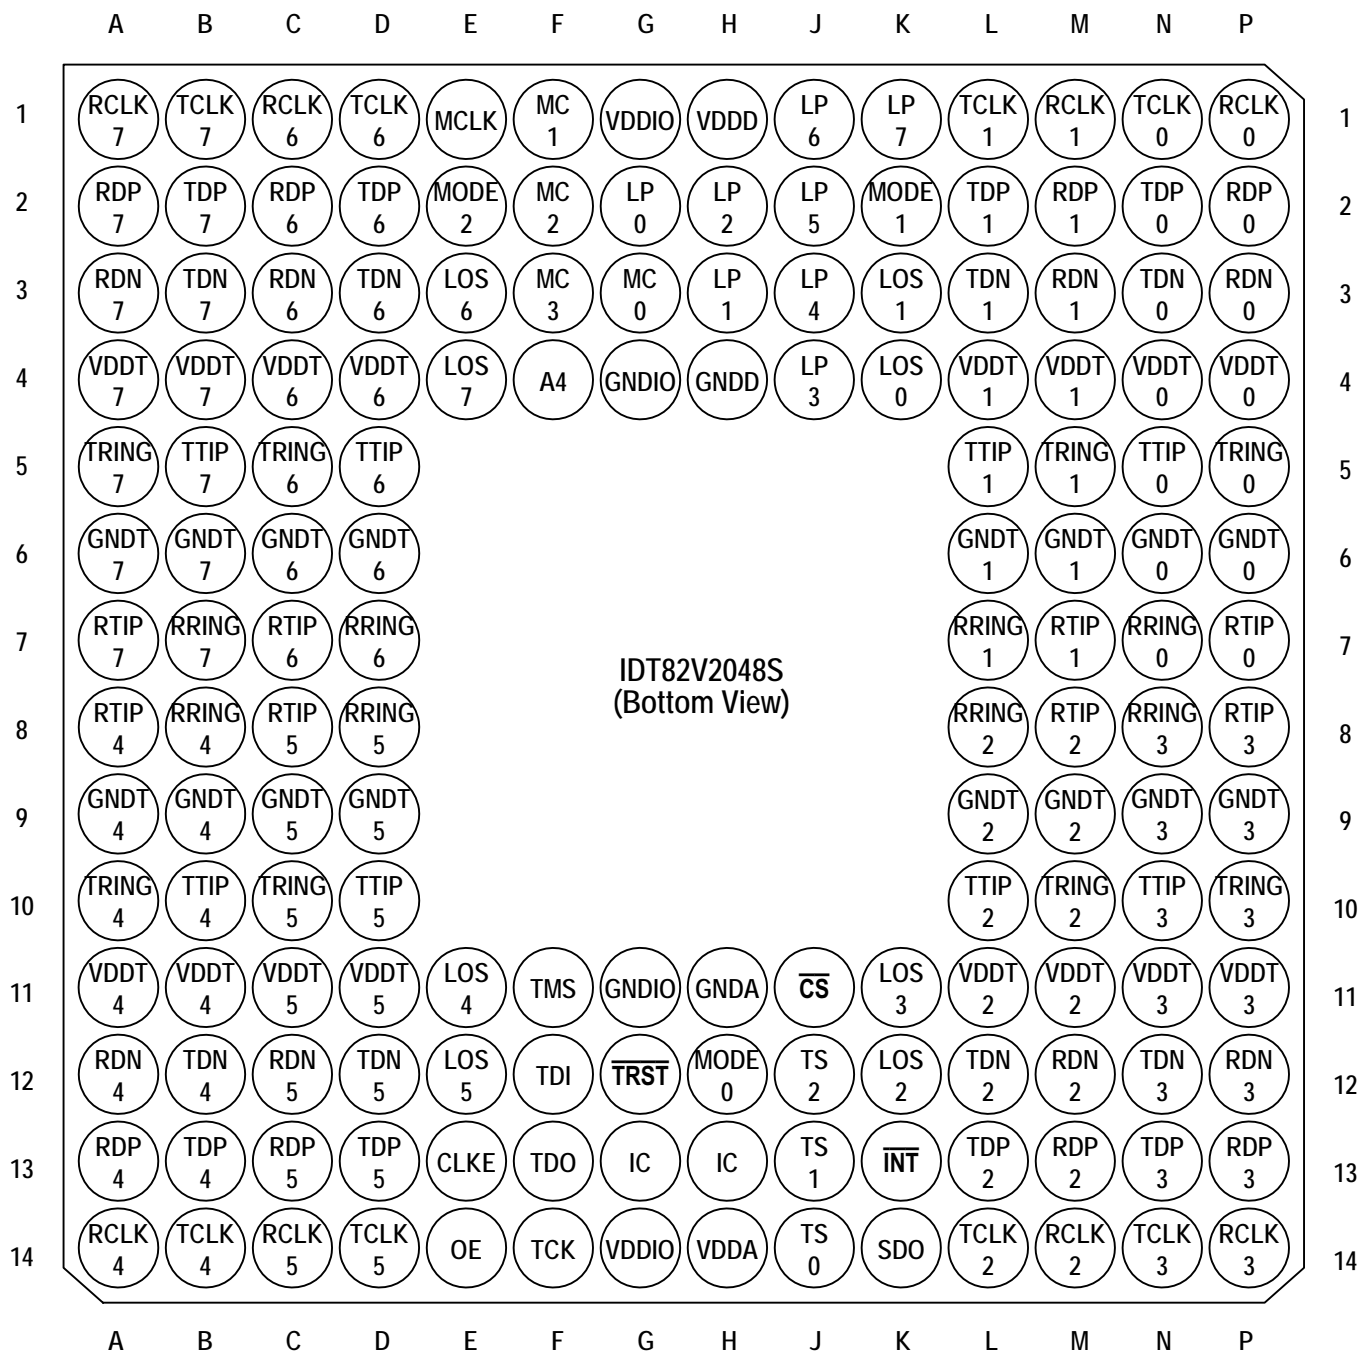 A B C D E F G H J K L M N P
1 RCLK TCLK RCLK TCLK MCLK MC VDDIO VDDD LP LP TCLK RCLK TCLK RCLK 1
7 7 6 6 1 6 7 1 1 0 0
2 RDP TDP RDP TDP MODE MC LP LP LP MODE TDP RDP TDP RDP 2
7 7 6 6 2 2 0 2 5 1 1 1 0 0
3 RDN TDN RDN TDN LOS MC MC LP LP LOS TDN RDN TDN RDN 3
7 7 6 6 6 3 0 1 4 1 1 1 0 0
4 VDDT VDDT VDDT VDDT LOS A4 GNDIO GNDD LP LOS VDDT VDDT VDDT VDDT 4
7 7 6 6 7 3 0 1 1 0 0
5 TRING TTIP TRING TTIP TTIP TRING TTIP TRING 5
7 7 6 6 1 1 0 0
6 GNDT GNDT GNDT GNDT GNDT GNDT GNDT GNDT 6
7 7 6 6 1 1 0 0
7 RTIP RRING RTIP RRING RRING RTIP RRING RTIP 7
7 7 6 6 1 1 0 0
IDT82V2048S
(Bottom View)
8 RTIP RRING RTIP RRING RRING RTIP RRING RTIP 8
4 4 5 5 2 2 3 3
9 GNDT GNDT GNDT GNDT GNDT GNDT GNDT GNDT 9
4 4 5 5 2 2 3 3
10 TRING TTIP TRING TTIP TTIP TRING TTIP TRING 10
4 4 5 5 2 2 3 3
11 VDDT VDDT VDDT VDDT LOS TMS GNDIO GNDA C̅S̅ LOS VDDT VDDT VDDT VDDT 11
4 4 5 5 4 3 2 2 3 3
12 RDN TDN RDN TDN LOS TDI T̅R̅S̅T̅ MODE TS LOS TDN RDN TDN RDN 12
4 4 5 5 5 0 2 2 2 2 3 3
13 RDP TDP RDP TDP CLKE TDO IC IC TS I̅N̅T̅ TDP RDP TDP RDP 13
4 4 5 5 1 2 2 3 3
14 RCLK TCLK RCLK TCLK OE TCK VDDIO VDDA TS SDO TCLK RCLK TCLK RCLK 14
4 4 5 5 0 2 2 3 3
A B C D E F G H J K L M N P